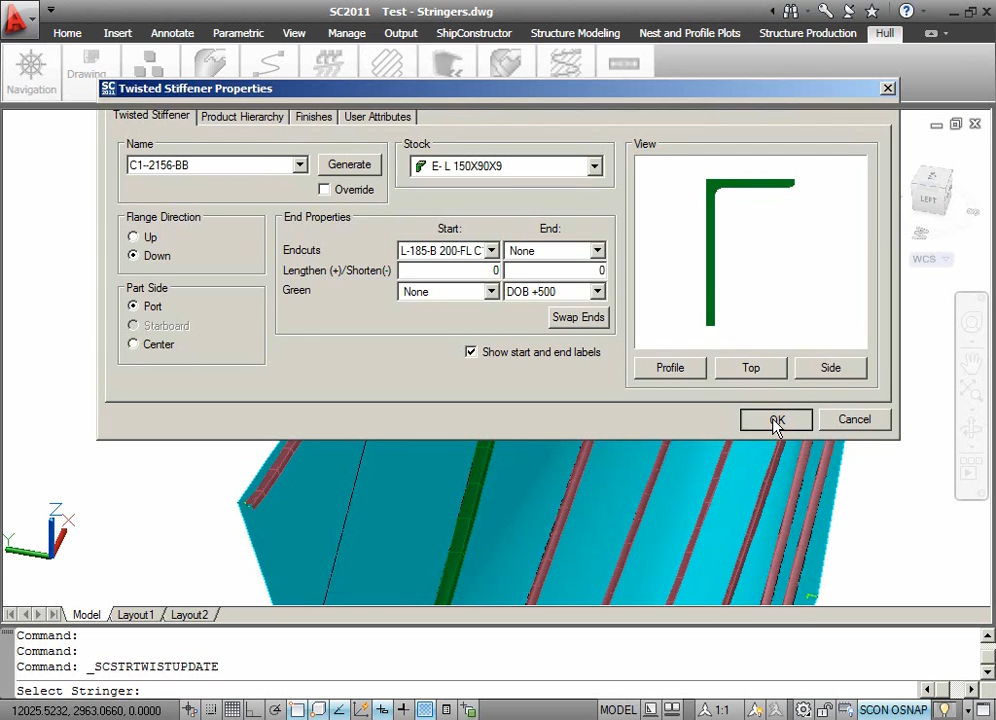 SC2011 Test - Stringers.dwg
Home Insert Annotate Parametric View Manage Output ShipConstructor Structure Modeling Nest and Profile Plots Structure Production Hull
Navigation
Drawing
SC 2011 Twisted Stiffener Properties
Twisted Stiffener Product Hierarchy Finishes User Attributes
Name
C1--2156-BB
Generate
Override
Stock
E- L 150X90X9
View
Flange Direction
Up
Down
End Properties
Start: End:
Endcuts L-185-B 200-FL C None
Lengthen (+)/Shorten(-) 0 0
Green None DOB +500
Swap Ends
Part Side
Port
Starboard
Center
Show start and end labels
Profile Top Side
OK Cancel
LEFT
WCS
Z
X
Y
Model Layout1 Layout2
Command:
Command:
Command: _SCSTRTWISTUPDATE
Select Stringer:
12025.5232, 2963.0660, 0.0000 MODEL 1:1 SCON OSNAP